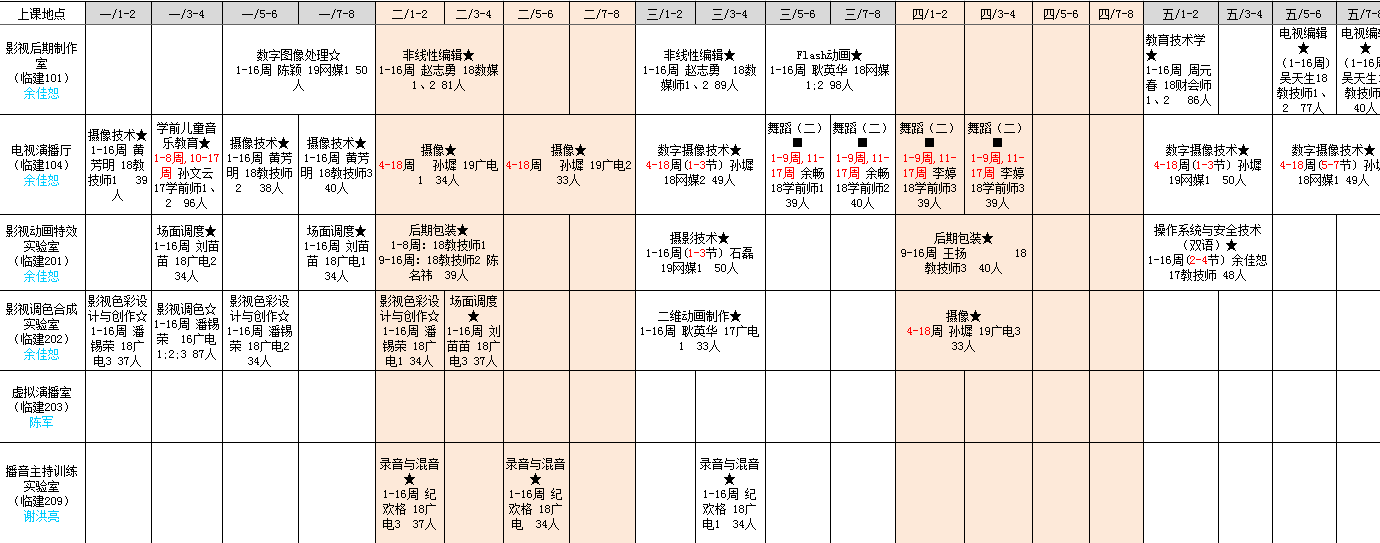 上课地点 一/1-2 一/3-4 一/5-6 一/7-8 二/1-2 二/3-4 二/5-6 二/7-8 三/1-2 三/3-4 三/5-6 三/7-8 四/1-2 四/3-4 四/5-6 四/7-8 五/1-2 五/3-4 五/5-6 五/7-8
影视后期制作
室
（临建101）
余佳恕
数字图像处理☆
1-16周 陈颖 19网媒1 50
人
非线性编辑★
1-16周 赵志勇 18数媒
1、2 81人
非线性编辑★
1-16周 赵志勇 18数
媒师1、2 89人
Flash动画★
1-16周 耿英华 18网媒
1;2 98人
教育技术学
★
1-16周 周元
春 18财会师
1、2 86人
电视编辑
★
（1-16周）
吴天生18
教技师1、
2 77人
电视编辑
★
（1-16周）
吴天生1
教技师
40人
电视演播厅
（临建104）
余佳恕
摄像技术★
1-16周 黄
芳明 18教
技师1 39
人
学前儿童音
乐教育★
1-8周,10-17
周 孙文云
17学前师1、
2 96人
摄像技术★
1-16周 黄芳
明 18教技师
2 38人
摄像技术★
1-16周 黄芳
明 18教技师3
40人
摄像★
4-18周 孙墀 19广电
1 34人
摄像★
4-18周 孙墀 19广电2
33人
数字摄像技术★
4-18周(1-3节）孙墀
18网媒2 49人
舞蹈（二）
■
1-9周,11-
17周 余畅
18学前师1
39人
舞蹈（二）
■
1-9周,11-
17周 余畅
18学前师2
40人
舞蹈（二）
■
1-9周,11-
17周 李婷
18学前师3
39人
舞蹈（二）
■
1-9周,11-
17周 李婷
18学前师3
39人
数字摄像技术★
4-18周(1-3节）孙墀
19网媒1 50人
数字摄像技术★
4-18周(5-7节）孙墀
18网媒1 49人
影视动画特效
实验室
（临建201）
余佳恕
场面调度★
1-16周 刘苗
苗 18广电2
34人
场面调度★
1-16周 刘苗
苗 18广电1
34人
后期包装★
1-8周: 18教技师1
9-16周: 18教技师2 陈
名祎 39人
摄影技术★
1-16周(1-3节）石磊
19网媒1 50人
后期包装★
9-16周 王扬 18
教技师3 40人
操作系统与安全技术
（双语）★
1-16周(2-4节）余佳恕
17教技师 48人
影视调色合成
实验室
（临建202）
余佳恕
影视色彩设
计与创作☆
1-16周 潘
锡荣 18广
电3 37人
影视调色☆
1-16周 潘锡
荣 16广电
1;2;3 87人
影视色彩设
计与创作☆
1-16周 潘锡
荣 18广电2
34人
影视色彩设
计与创作☆
1-16周 潘
锡荣 18广
电1 34人
场面调度
★
1-16周 刘
苗苗 18广
电3 37人
二维动画制作★
1-16周 耿英华 17广电
1 33人
摄像★
4-18周 孙墀 19广电3
33人
虚拟演播室
（临建203）
陈军
播音主持训练
实验室
（临建209）
谢洪亮
录音与混音
★
1-16周 纪
欢格 18广
电3 37人
录音与混音
★
1-16周 纪
欢格 18广
电 34人
录音与混音
★
1-16周 纪
欢格 18广
电1 34人